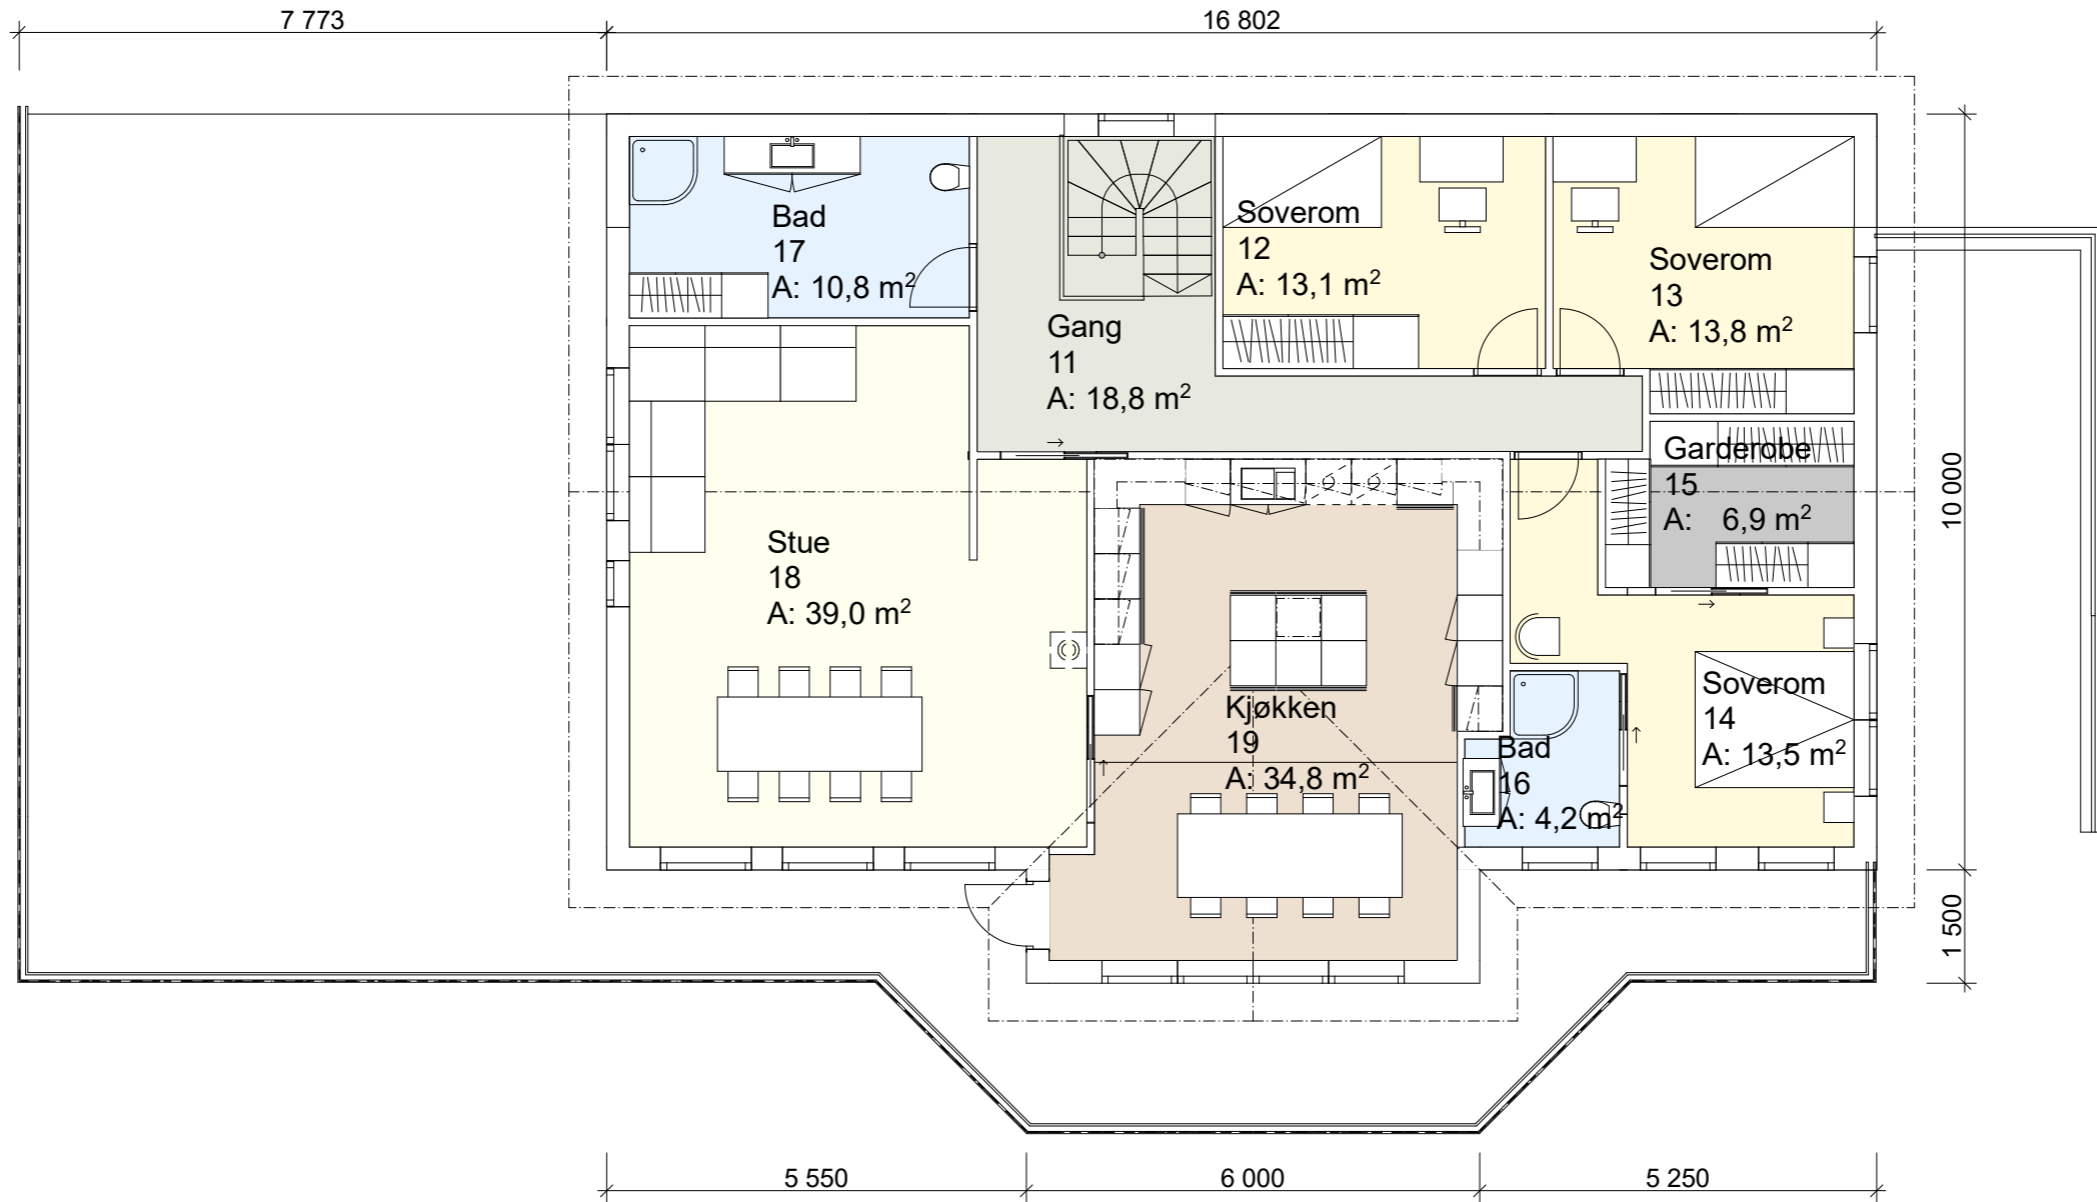 7 773
16 802
Bad
17
A: 10,8 m²
Soverom
12
A: 13,1 m²
Soverom
13
A: 13,8 m²
Gang
11
A: 18,8 m²
Garderobe
15
A: 6,9 m²
10 000
Stue
18
A: 39,0 m²
Kjøkken
19
A: 34,8 m²
Soverom
14
A: 13,5 m²
Bad
16
A: 4,2 m²
1 500
5 550
6 000
5 250